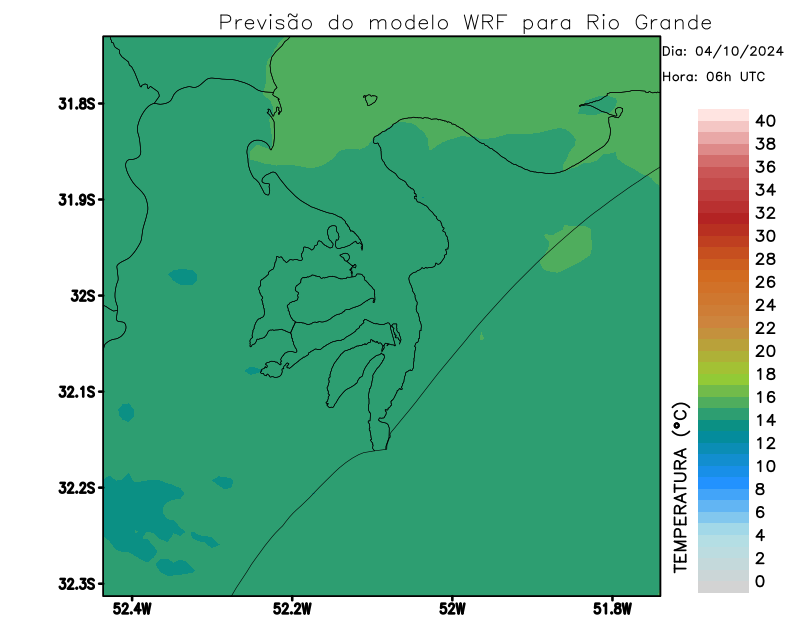 Previsão do modelo WRF para Rio Grande
Dia: 04/10/2024
Hora: 06h UTC
31.8S
31.9S
32S
32.1S
32.2S
32.3S
52.4W
52.2W
52W
51.8W
TEMPERATURA (°C)
40
38
36
34
32
30
28
26
24
22
20
18
16
14
12
10
8
6
4
2
0